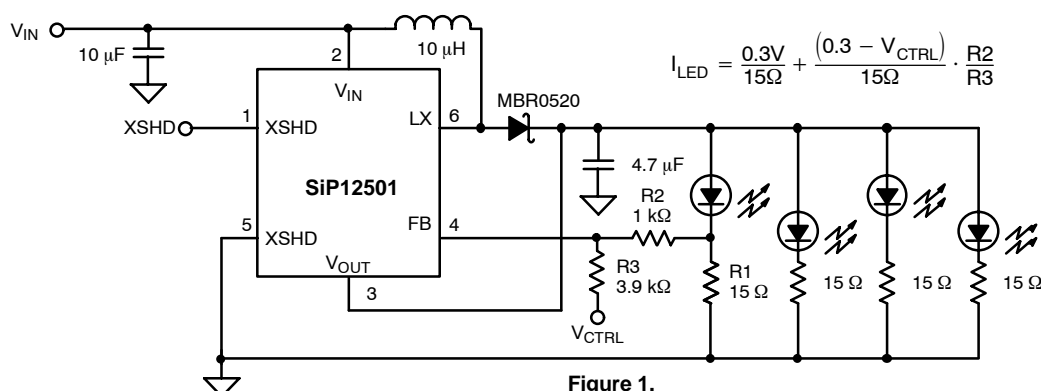 V_IN
10 μF
10 μH
I_LED = 0.3V/15Ω + (0.3 − V_CTRL)/15Ω · R2/R3
2
V_IN
MBR0520
XSHD
1
XSHD
LX
6
SiP12501
4.7 μF
R2
1 kΩ
5
XSHD
FB
4
V_OUT
3
R3
3.9 kΩ
R1
15 Ω
15 Ω
15 Ω
15 Ω
V_CTRL
Figure 1.